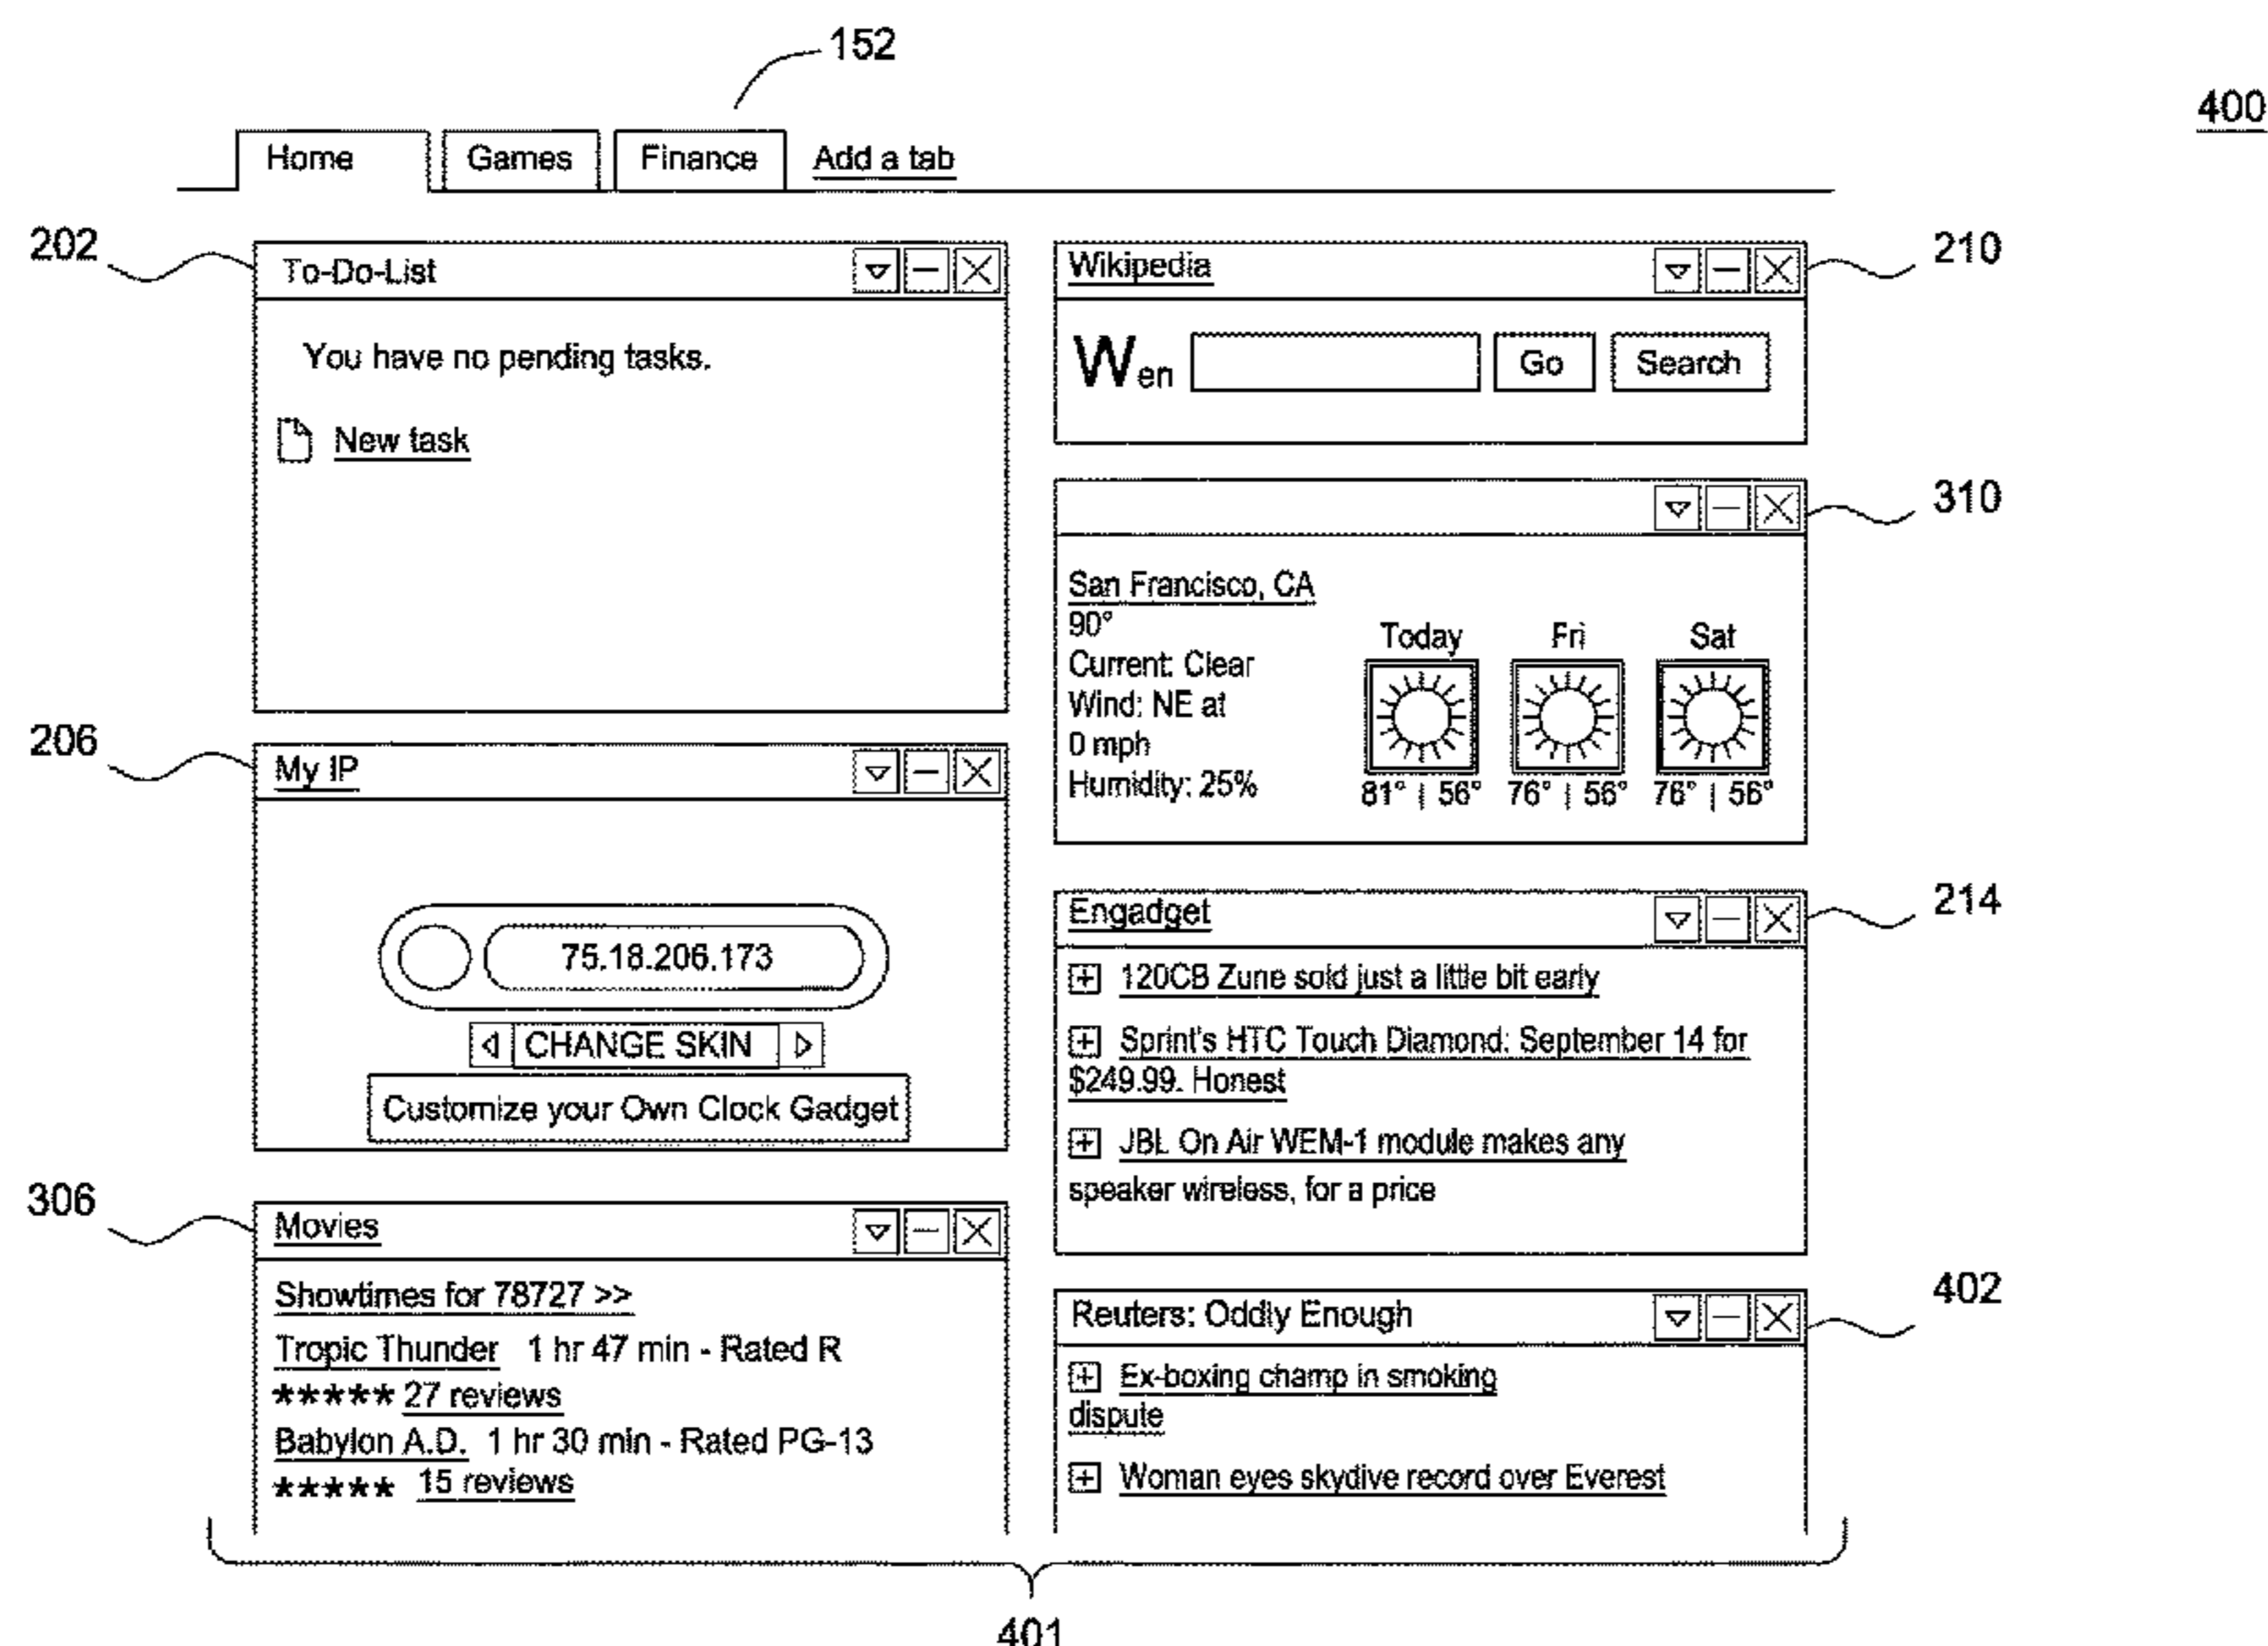 152
400
Home Games Finance Add a tab
202
To-Do-List
You have no pending tasks.
New task
206
My IP
75.18.206.173
CHANGE SKIN
Customize your Own Clock Gadget
306
Movies
Showtimes for 78727 >>
Tropic Thunder 1 hr 47 min - Rated R
***** 27 reviews
Babylon A.D. 1 hr 30 min - Rated PG-13
***** 15 reviews
Wikipedia
210
Wen Go Search
310
San Francisco, CA
90°
Current: Clear
Wind: NE at
0 mph
Humidity: 25%
Today Fri Sat
81° | 56° 76° | 56° 76° | 56°
Engadget
214
120CB Zune sold just a little bit early
Sprint's HTC Touch Diamond: September 14 for
$249.99. Honest
JBL On Air WEM-1 module makes any
speaker wireless, for a price
402
Reuters: Oddly Enough
Ex-boxing champ in smoking
dispute
Woman eyes skydive record over Everest
401